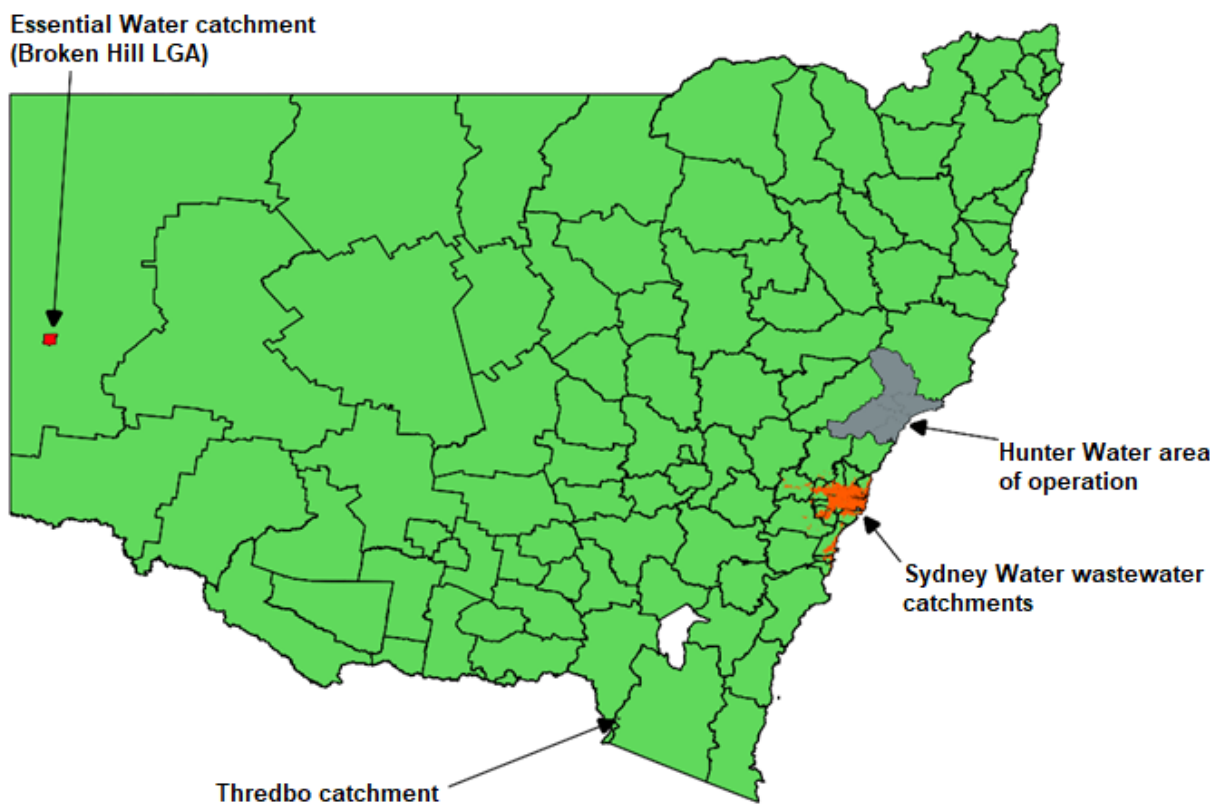 Essential Water catchment
(Broken Hill LGA)
Hunter Water area
of operation
Sydney Water wastewater
catchments
Thredbo catchment